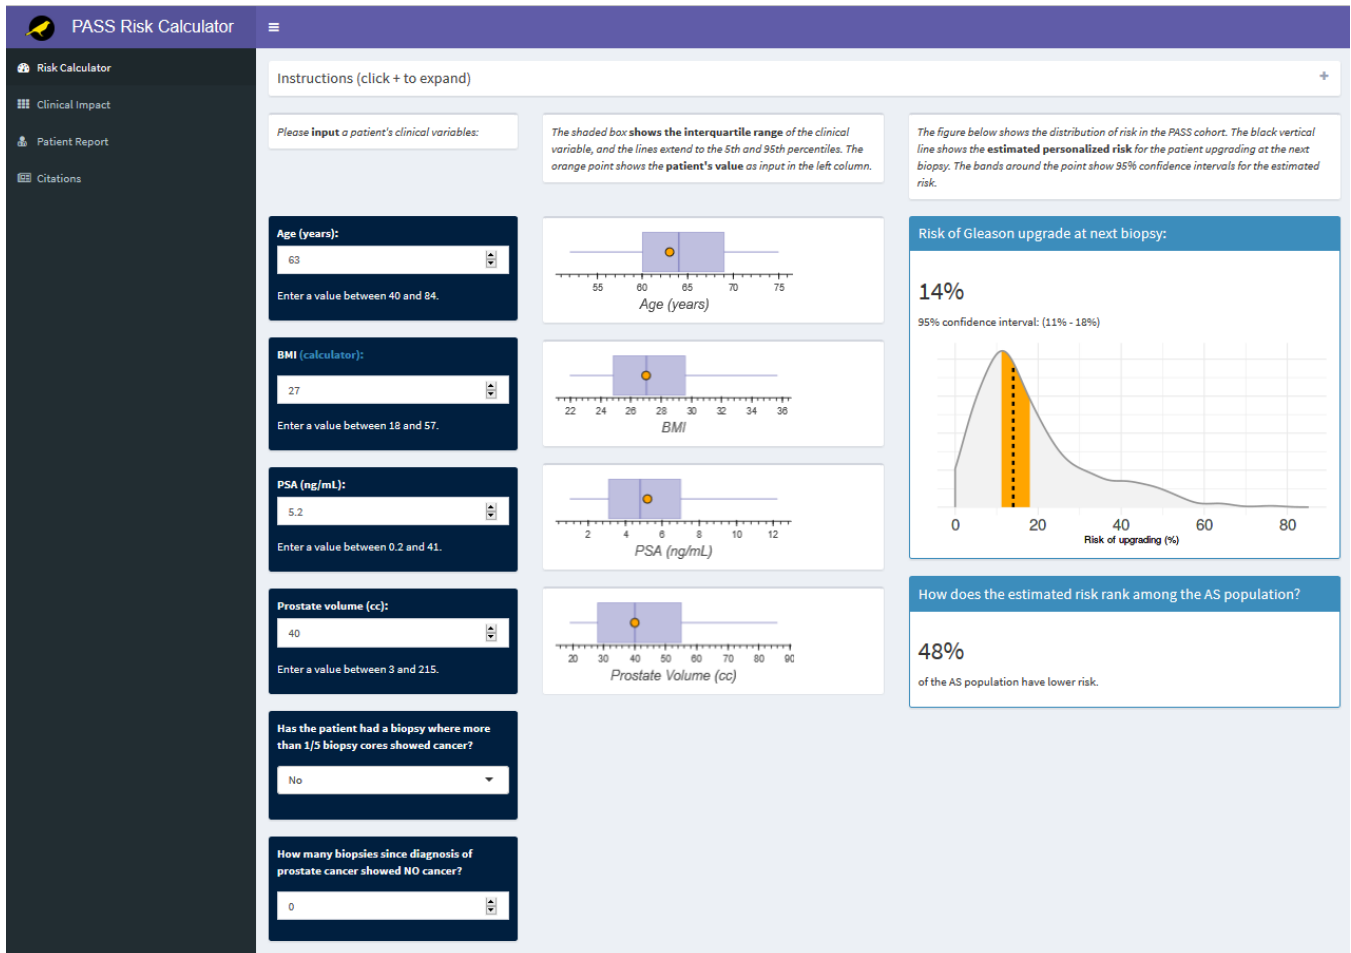 PASS Risk Calculator
Risk Calculator
Clinical Impact
Patient Report
Citations
Instructions (click + to expand)
+
Please input a patient's clinical variables:
The shaded box shows the interquartile range of the clinical
variable, and the lines extend to the 5th and 95th percentiles. The
orange point shows the patient's value as input in the left column.
The figure below shows the distribution of risk in the PASS cohort. The black vertical
line shows the estimated personalized risk for the patient upgrading at the next
biopsy. The bands around the point show 95% confidence intervals for the estimated
risk.
Age (years):
63
Enter a value between 40 and 84.
55 60 65 70 75
Age (years)
BMI (calculator):
27
Enter a value between 18 and 57.
22 24 26 28 30 32 34 36
BMI
PSA (ng/mL):
5.2
Enter a value between 0.2 and 41.
2 4 6 8 10 12
PSA (ng/mL)
Prostate volume (cc):
40
Enter a value between 3 and 215.
20 30 40 50 60 70 80 90
Prostate Volume (cc)
Has the patient had a biopsy where more
than 1/5 biopsy cores showed cancer?
No
How many biopsies since diagnosis of
prostate cancer showed NO cancer?
0
Risk of Gleason upgrade at next biopsy:
14%
95% confidence interval: (11% - 18%)
0 20 40 60 80
Risk of upgrading (%)
How does the estimated risk rank among the AS population?
48%
of the AS population have lower risk.